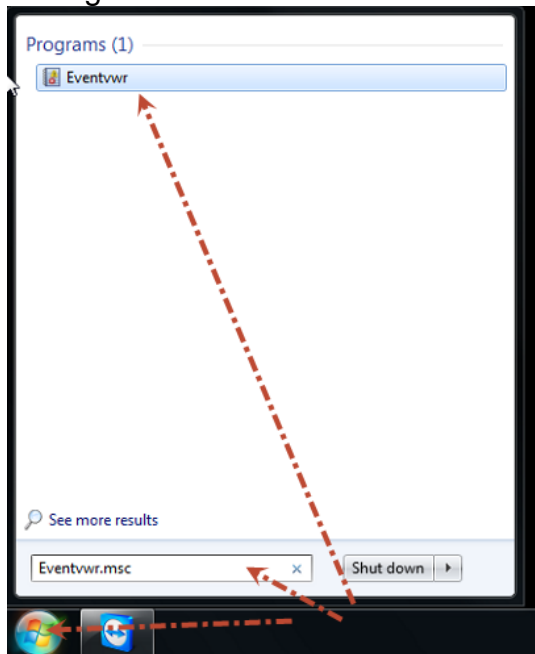 Programs (1)
Eventvwr
See more results
Eventvwr.msc
Shut down